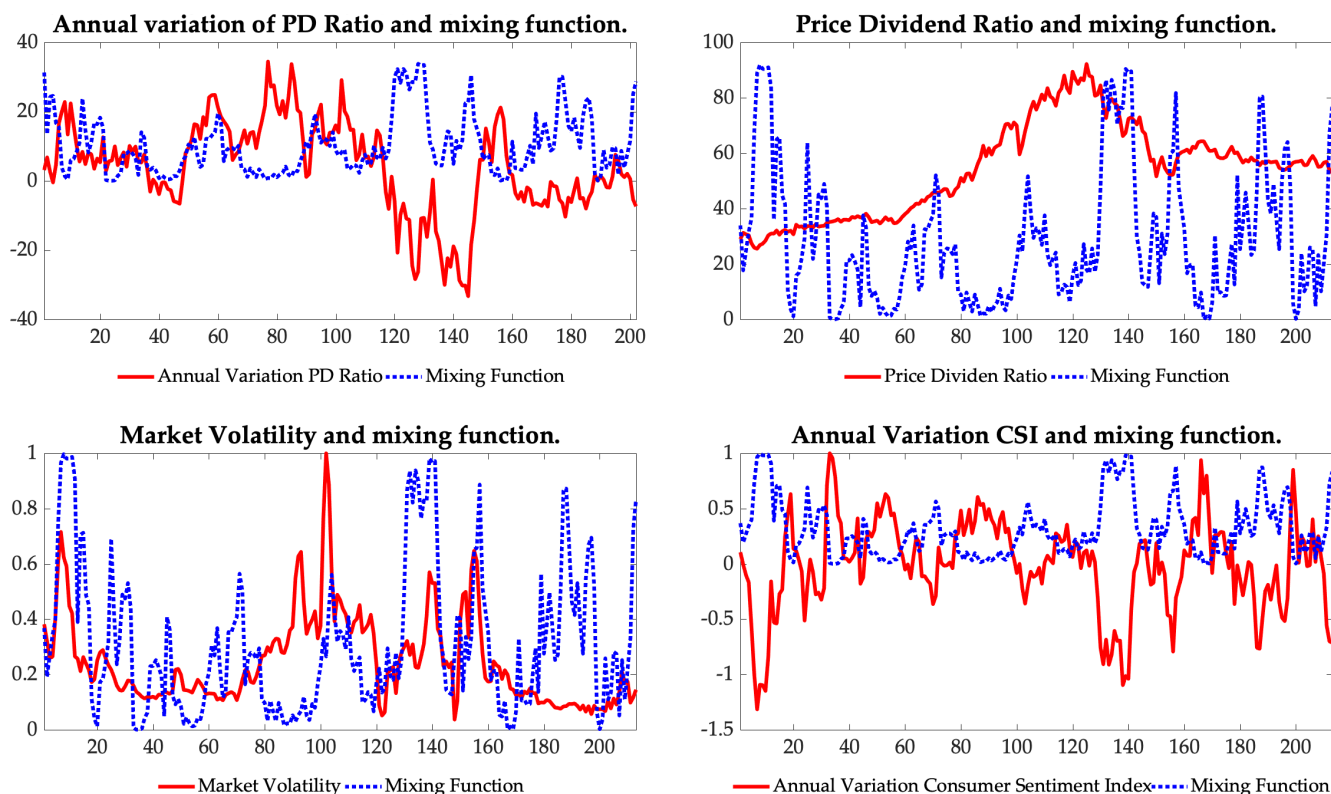 Annual variation of PD Ratio and mixing function.
40
20
0
-20
-40
20 40 60 80 100 120 140 160 180 200
Annual Variation PD Ratio Mixing Function
Price Dividend Ratio and mixing function.
100
80
60
40
20
0
20 40 60 80 100 120 140 160 180 200
Price Dividen Ratio Mixing Function
Market Volatility and mixing function.
1
0.8
0.6
0.4
0.2
0
20 40 60 80 100 120 140 160 180 200
Market Volatility Mixing Function
Annual Variation CSI and mixing function.
1
0.5
0
-0.5
-1
-1.5
20 40 60 80 100 120 140 160 180 200
Annual Variation Consumer Sentiment Index Mixing Function